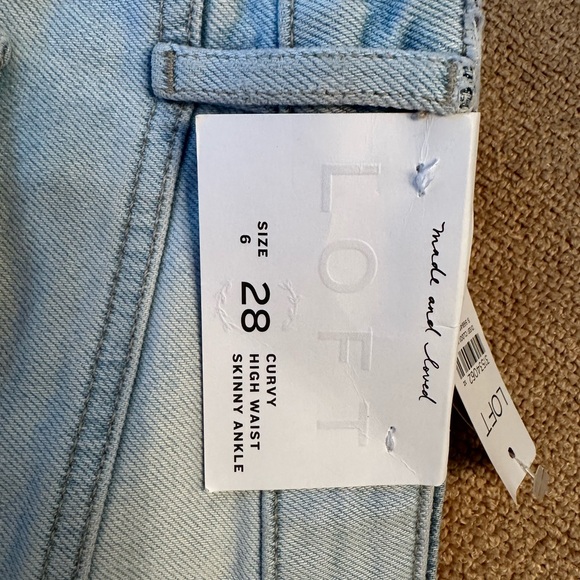 made and loved
LOFT
SIZE
6
28
CURVY
HIGH WAIST
SKINNY ANKLE
LOFT